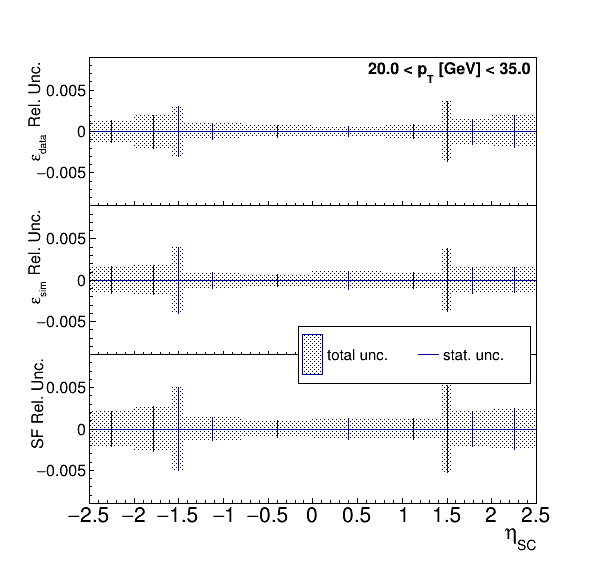 20.0 < p_T [GeV] < 35.0
ε_data Rel. Unc.
0.005
0
−0.005
ε_sim Rel. Unc.
0.005
0
−0.005
total unc. stat. unc.
SF Rel. Unc.
0.005
0
−0.005
−2.5 −2 −1.5 −1 −0.5 0 0.5 1 1.5 2 2.5
η_SC